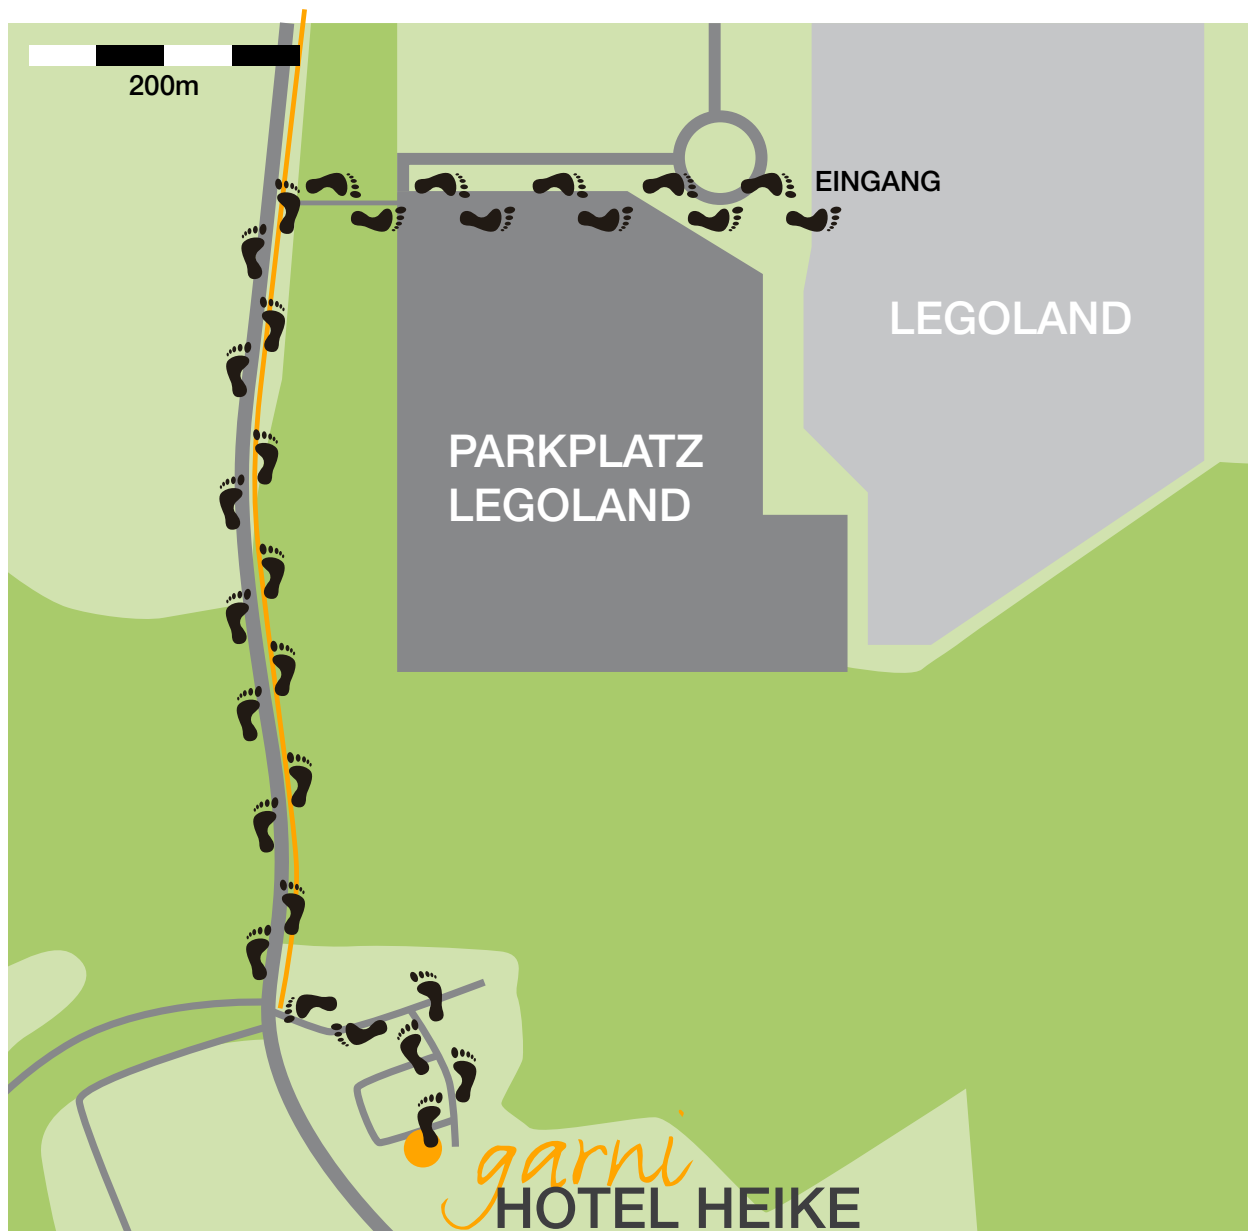 200m
EINGANG
LEGOLAND
PARKPLATZ
LEGOLAND
garni
HOTEL HEIKE